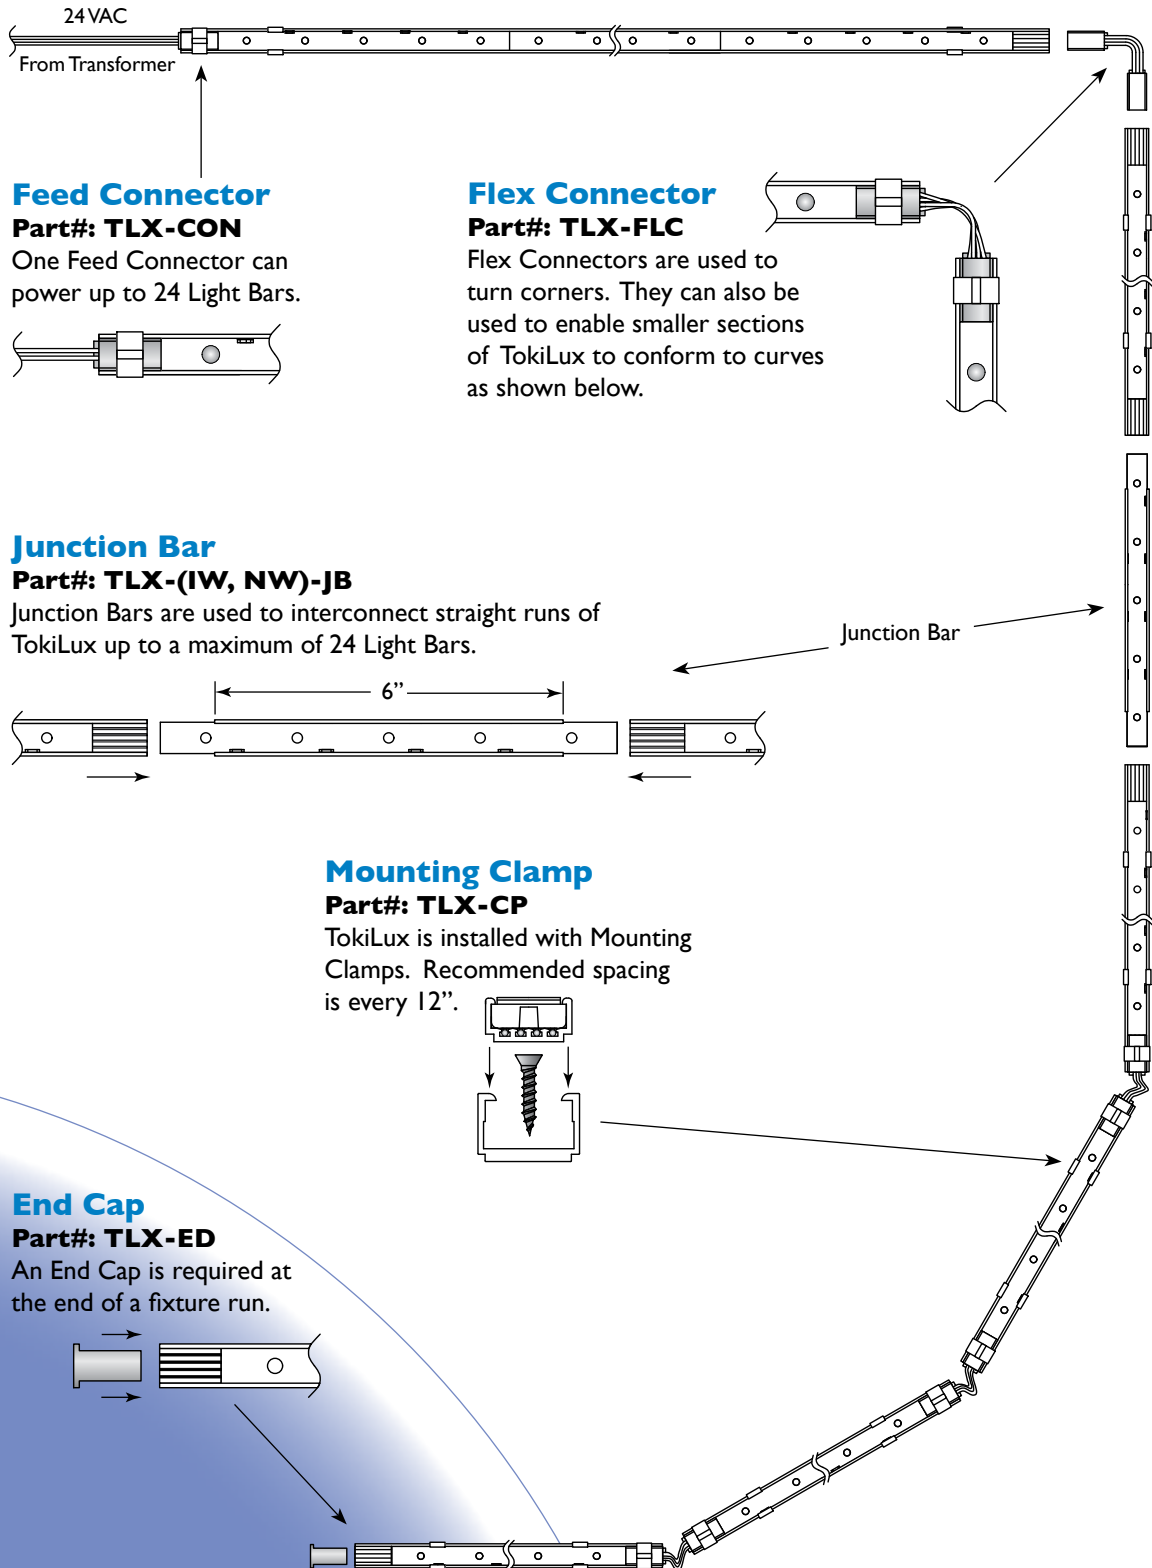 24 VAC
From Transformer
Feed Connector
Part#: TLX-CON
One Feed Connector can
power up to 24 Light Bars.
Flex Connector
Part#: TLX-FLC
Flex Connectors are used to
turn corners. They can also be
used to enable smaller sections
of TokiLux to conform to curves
as shown below.
Junction Bar
Part#: TLX-(IW, NW)-JB
Junction Bars are used to interconnect straight runs of
TokiLux up to a maximum of 24 Light Bars.
Junction Bar
6”
Mounting Clamp
Part#: TLX-CP
TokiLux is installed with Mounting
Clamps. Recommended spacing
is every 12”.
End Cap
Part#: TLX-ED
An End Cap is required at
the end of a fixture run.